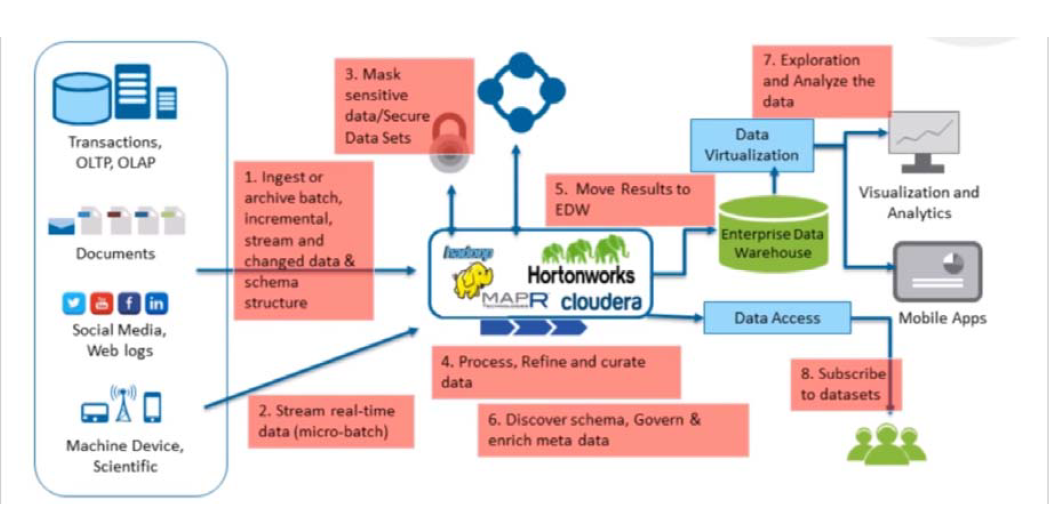 Transactions,
OLTP, OLAP
Documents
Social Media,
Web logs
Machine Device,
Scientific
1. Ingest or
archive batch,
incremental,
stream and
changed data &
schema
structure
2. Stream real-time
data (micro-batch)
3. Mask
sensitive
data/Secure
Data Sets
hadoop
Hortonworks
MAPR
TECHNOLOGIES
cloudera
4. Process, Refine and curate
data
5. Move Results to
EDW
6. Discover schema, Govern &
enrich meta data
Data
Virtualization
Enterprise Data
Warehouse
Data Access
7. Exploration
and Analyze the
data
Visualization and
Analytics
Mobile Apps
8. Subscribe
to datasets
You
f
in